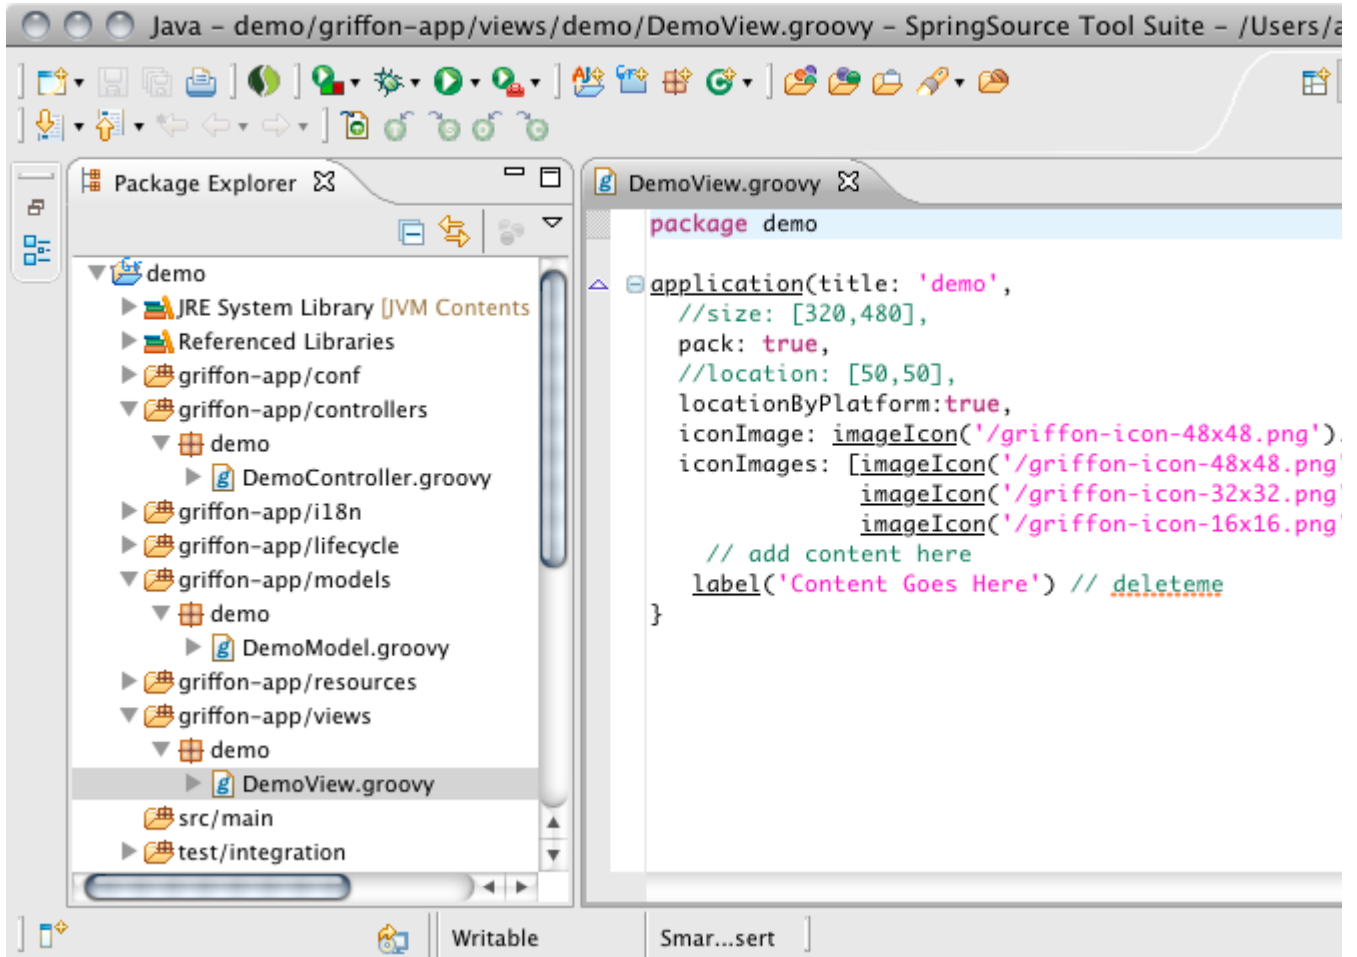 Java – demo/griffon-app/views/demo/DemoView.groovy – SpringSource Tool Suite – /Users/a
Package Explorer
demo
JRE System Library [JVM Contents
Referenced Libraries
griffon-app/conf
griffon-app/controllers
demo
DemoController.groovy
griffon-app/i18n
griffon-app/lifecycle
griffon-app/models
demo
DemoModel.groovy
griffon-app/resources
griffon-app/views
demo
DemoView.groovy
src/main
test/integration
DemoView.groovy
package demo
application(title: 'demo',
//size: [320,480],
pack: true,
//location: [50,50],
locationByPlatform:true,
iconImage: imageIcon('/griffon-icon-48x48.png').
iconImages: [imageIcon('/griffon-icon-48x48.png'
imageIcon('/griffon-icon-32x32.png'
imageIcon('/griffon-icon-16x16.png'
// add content here
label('Content Goes Here') // deleteme
}
Writable
Smar...sert